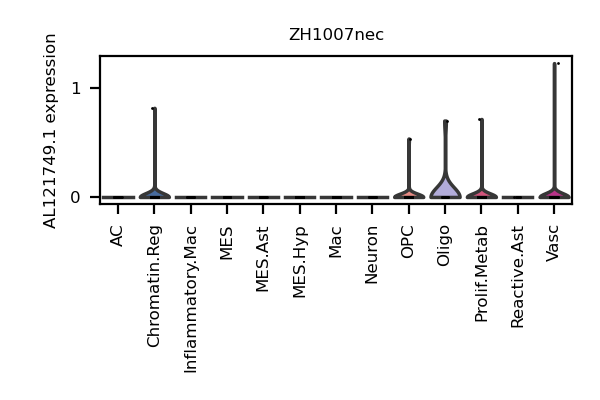 ZH1007nec
AL121749.1 expression
1
0
AC
Chromatin.Reg
Inflammatory.Mac
MES
MES.Ast
MES.Hyp
Mac
Neuron
OPC
Oligo
Prolif.Metab
Reactive.Ast
Vasc